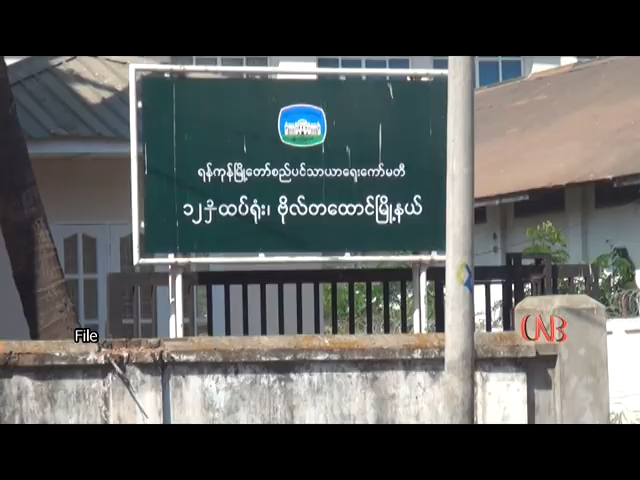 ရန်ကုန်မြို့တော်စည်ပင်သာယာရေးကော်မတီ
၁၂၃ထပ်ရုံး၊ ဗိုလ်တထောင်မြို့နယ်
File
CNB